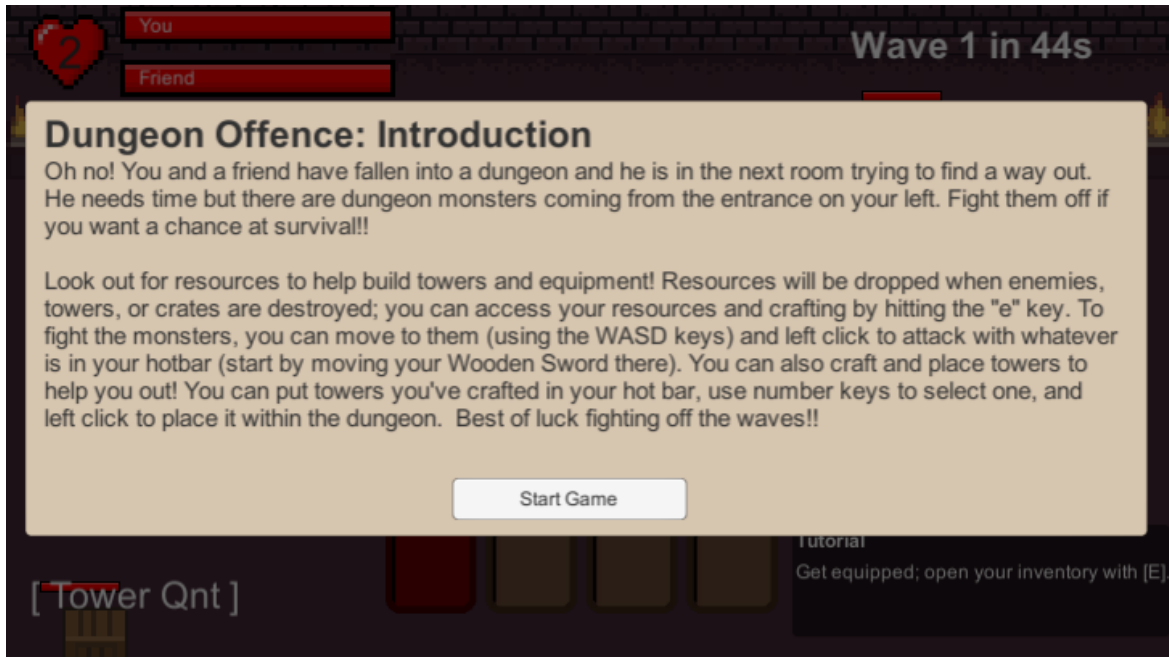 2
You
Wave 1 in 44s
Friend
Dungeon Offence: Introduction
Oh no! You and a friend have fallen into a dungeon and he is in the next room trying to find a way out.
He needs time but there are dungeon monsters coming from the entrance on your left. Fight them off if
you want a chance at survival!!
Look out for resources to help build towers and equipment! Resources will be dropped when enemies,
towers, or crates are destroyed; you can access your resources and crafting by hitting the "e" key. To
fight the monsters, you can move to them (using the WASD keys) and left click to attack with whatever
is in your hotbar (start by moving your Wooden Sword there). You can also craft and place towers to
help you out! You can put towers you've crafted in your hot bar, use number keys to select one, and
left click to place it within the dungeon.  Best of luck fighting off the waves!!
Start Game
Tutorial
Get equipped; open your inventory with [E].
[ Tower Qnt ]